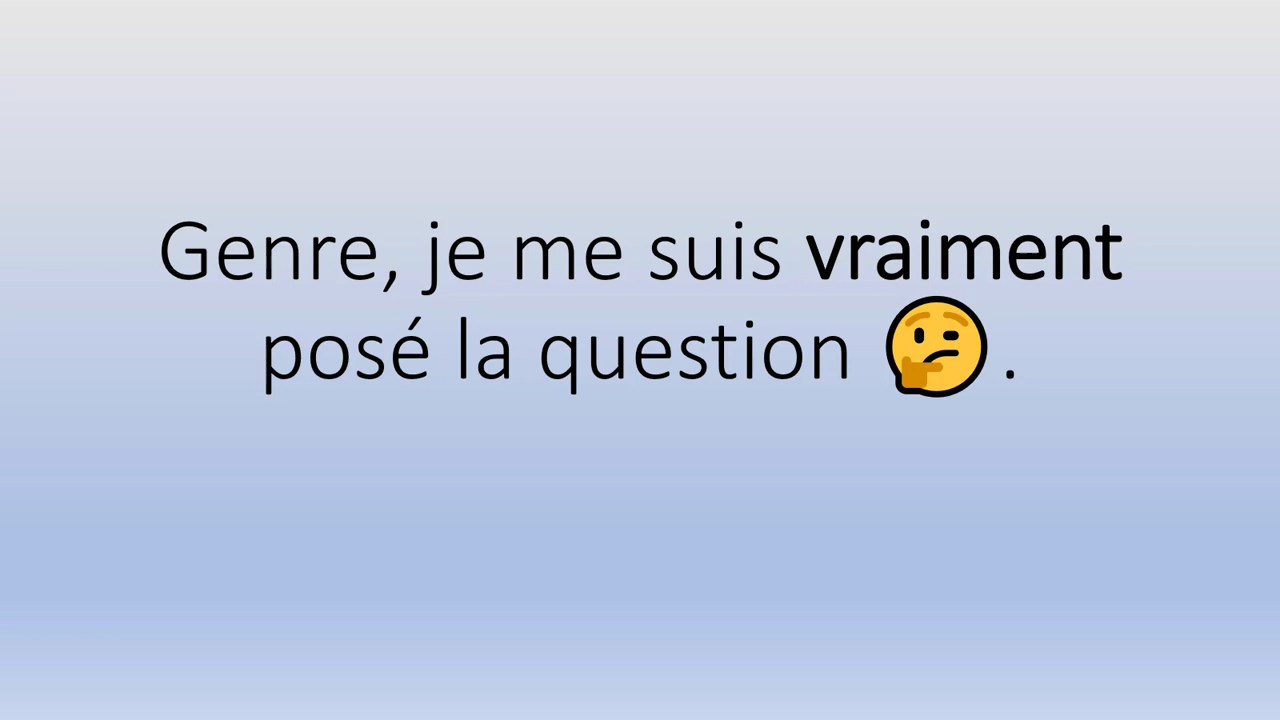 Genre, je me suis vraiment
posé la question 🤔.